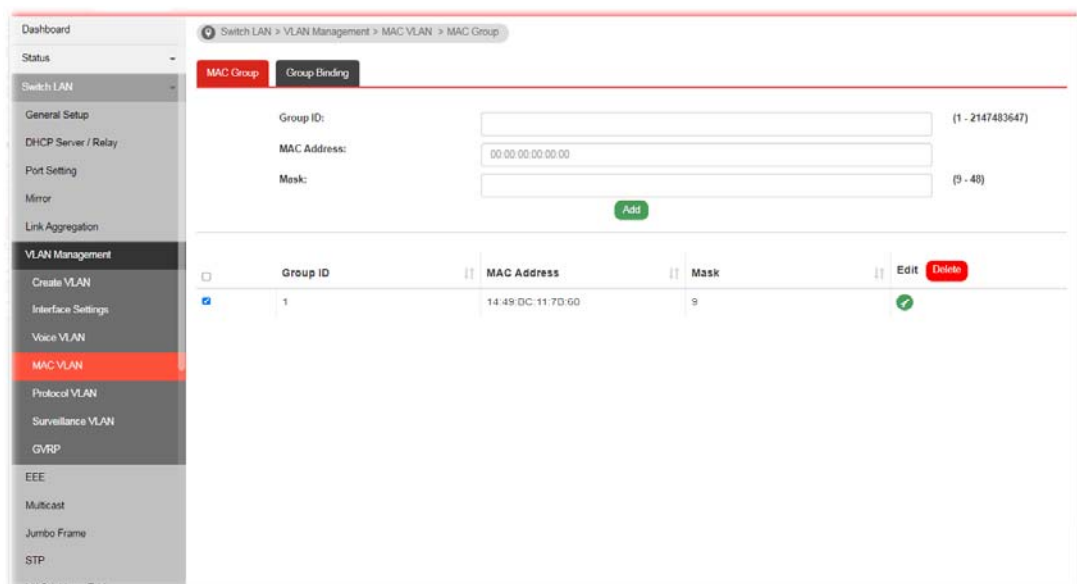 Dashboard
Status
Switch LAN
General Setup
DHCP Server / Relay
Port Setting
Mirror
Link Aggregation
VLAN Management
Create VLAN
Interface Settings
Voice VLAN
MAC VLAN
Protocol VLAN
Surveillance VLAN
GVRP
EEE
Multicast
Jumbo Frame
STP
Switch LAN > VLAN Management > MAC VLAN > MAC Group
MAC Group Group Binding
Group ID: (1 - 2147483647)
MAC Address: 00:00:00:00:00:00
Mask: (9 - 48)
Add
Group ID MAC Address Mask Edit Delete
1 14:49:BC:11:7D:60 9